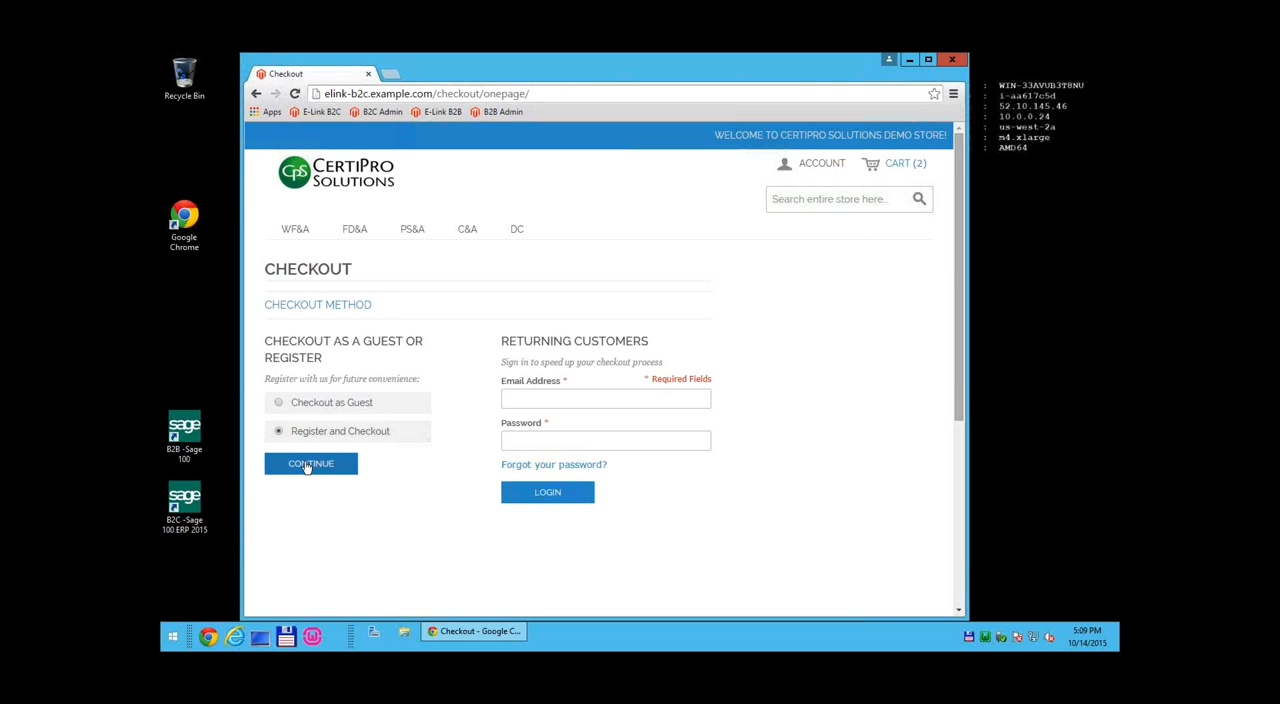 Recycle Bin
Google
Chrome
B2B -Sage
100
B2C -Sage
100 ERP 2015
sage
sage
Checkout
elink-b2c.example.com/checkout/onepage/
Apps E-Link B2C B2C Admin E-Link B2B B2B Admin
WELCOME TO CERTIPRO SOLUTIONS DEMO STORE!
CPS CERTIPRO
SOLUTIONS
ACCOUNT CART (2)
Search entire store here...
WF&A FD&A PS&A C&A DC
CHECKOUT
CHECKOUT METHOD
CHECKOUT AS A GUEST OR
REGISTER
Register with us for future convenience:
Checkout as Guest
Register and Checkout
CONTINUE
RETURNING CUSTOMERS
Sign in to speed up your checkout process
* Required Fields
Email Address *
Password *
Forgot your password?
LOGIN
: WIN-33AVUB3T8NU
: i-aa617c5d
: 52.10.145.46
: 10.0.0.24
: us-west-2a
: m4.xlarge
: AMD64
Checkout - Google C...
5:09 PM
10/14/2015